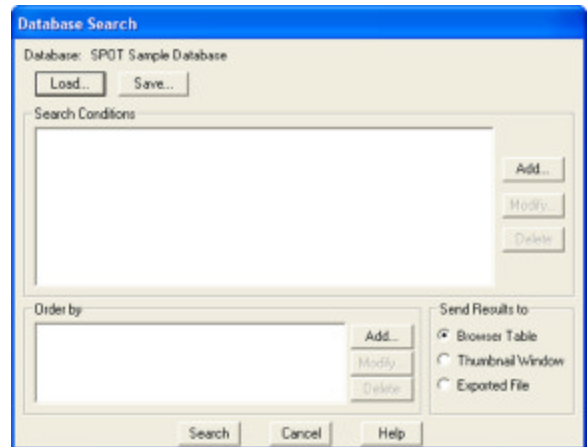 Database Search
Database: SPOT Sample Database
Load... Save...
Search Conditions
Add...
Modify...
Delete
Order by
Add...
Modify...
Delete
Send Results to
Browser Table
Thumbnail Window
Exported File
Search Cancel Help